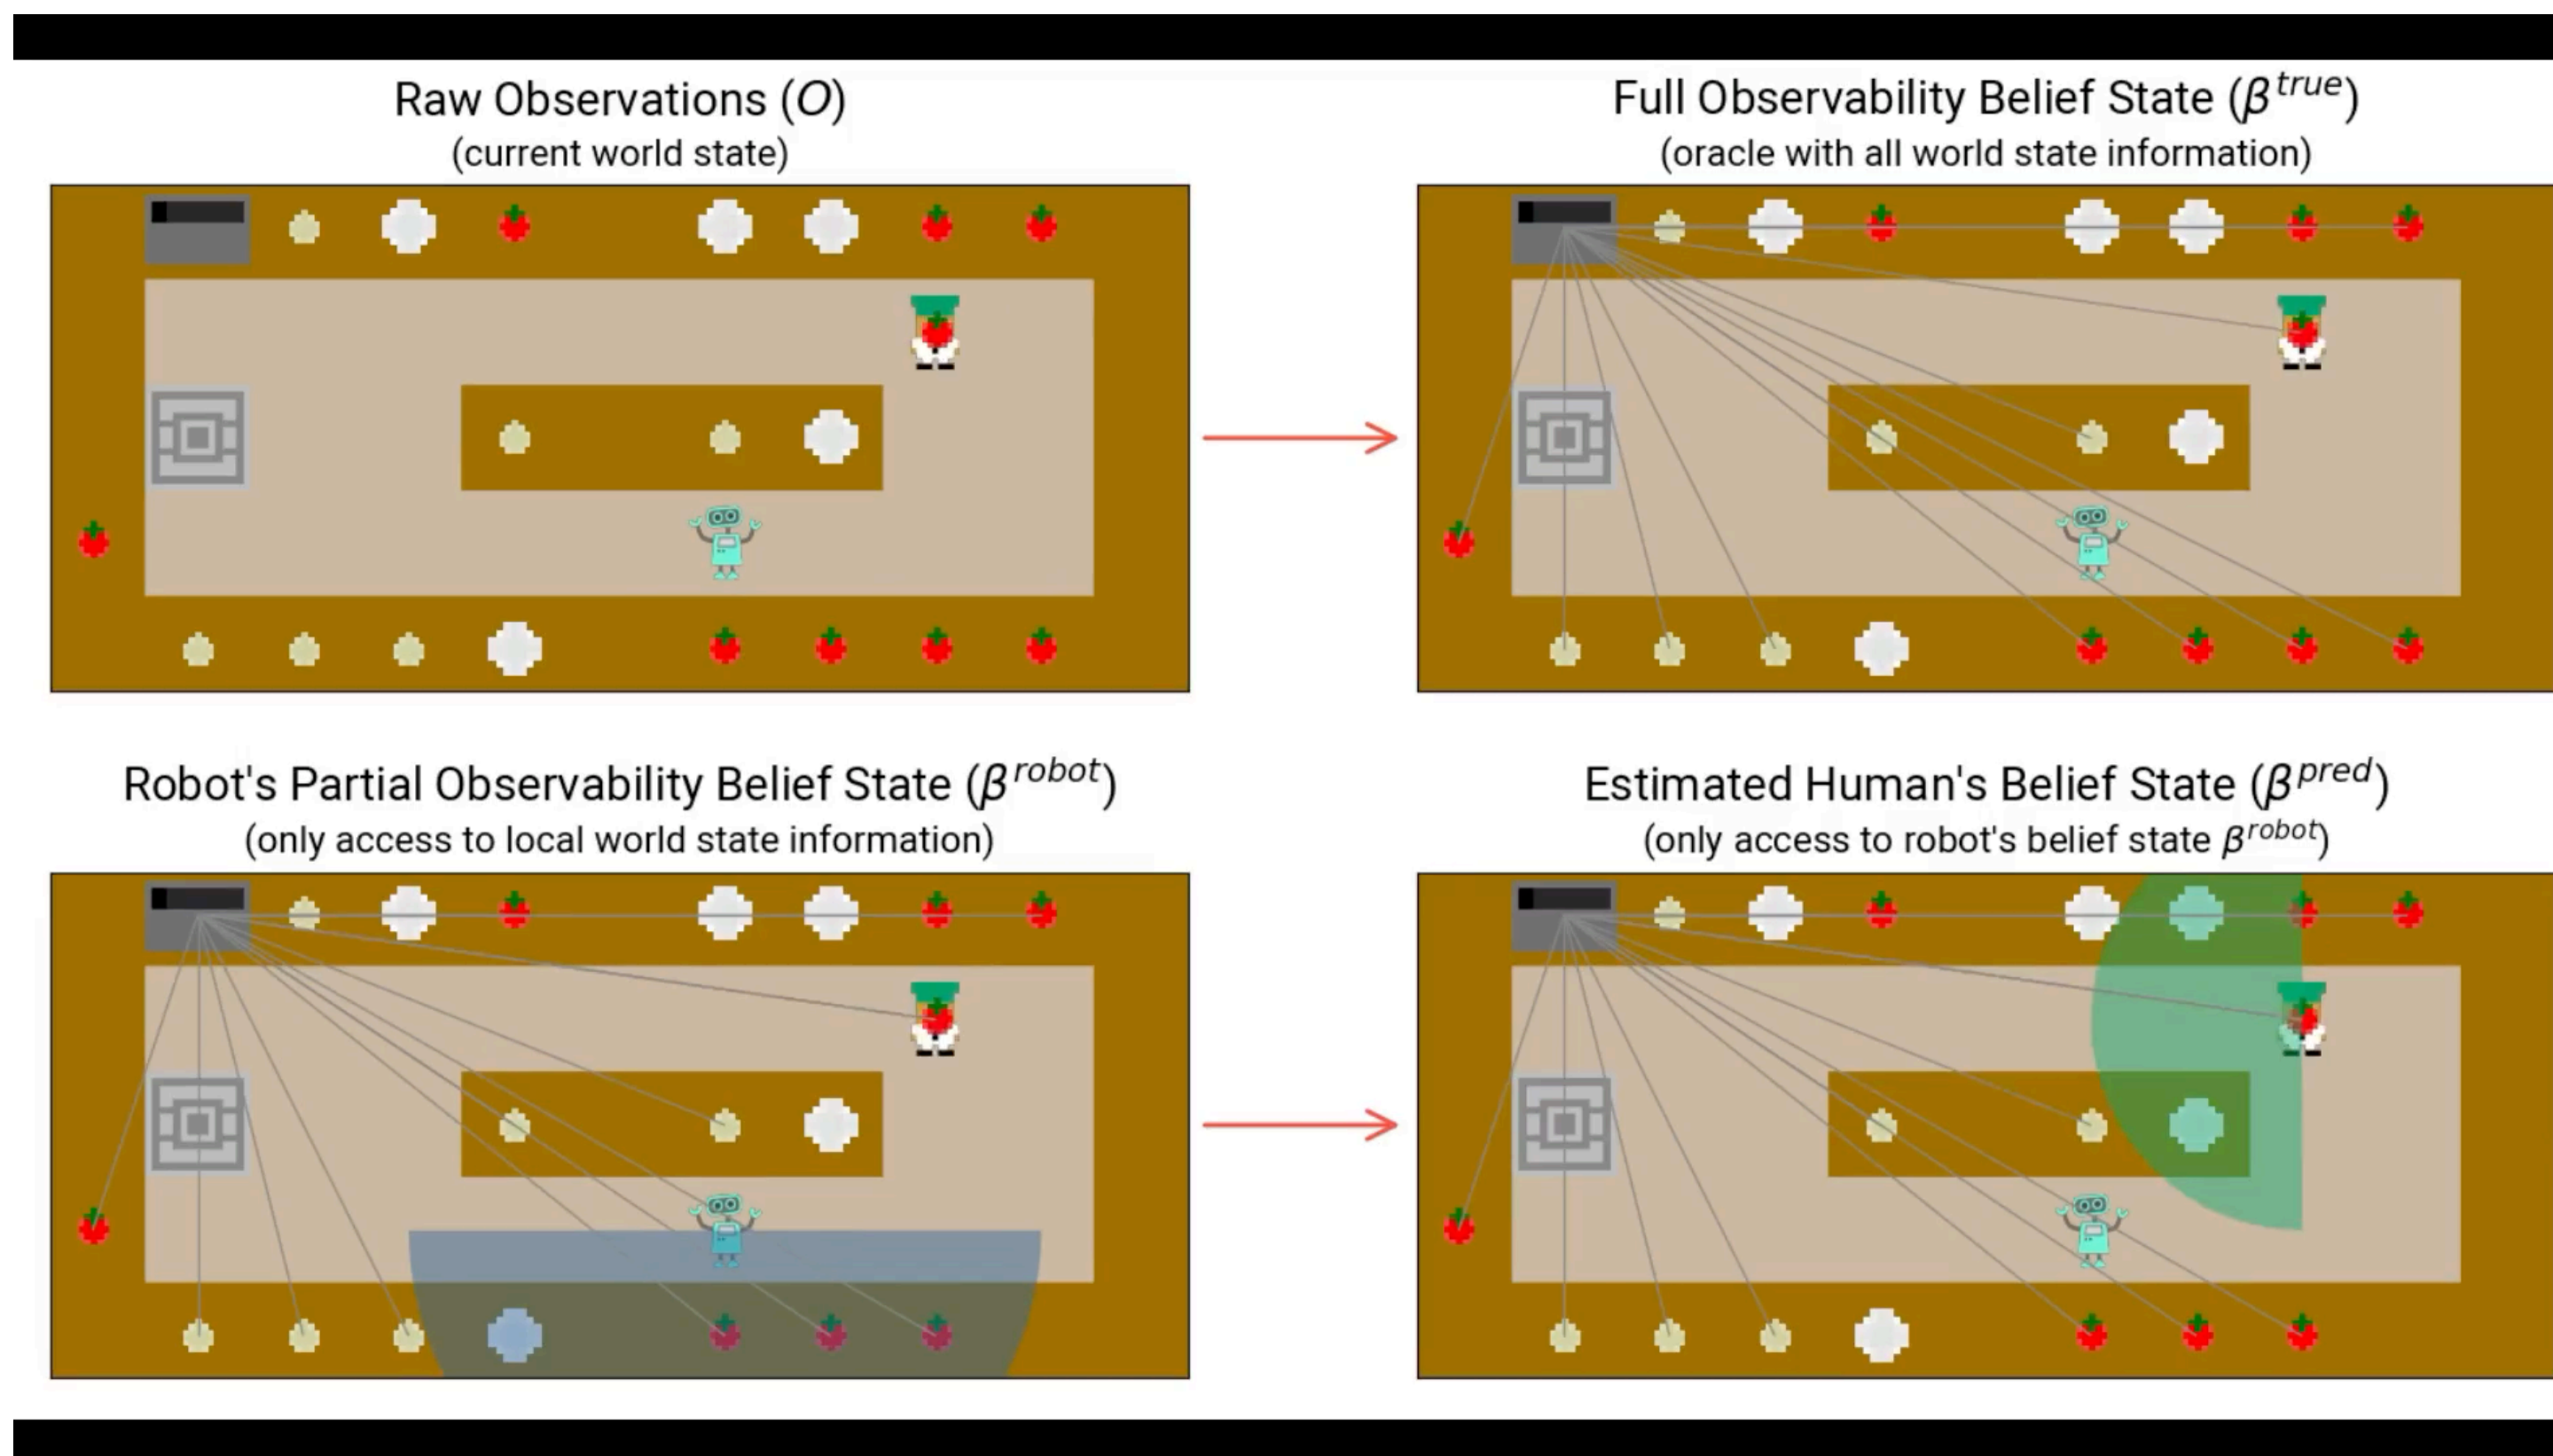 Raw Observations (O)
(current world state)
Full Observability Belief State (β^true)
(oracle with all world state information)
Robot's Partial Observability Belief State (β^robot)
(only access to local world state information)
Estimated Human's Belief State (β^pred)
(only access to robot's belief state β^robot)